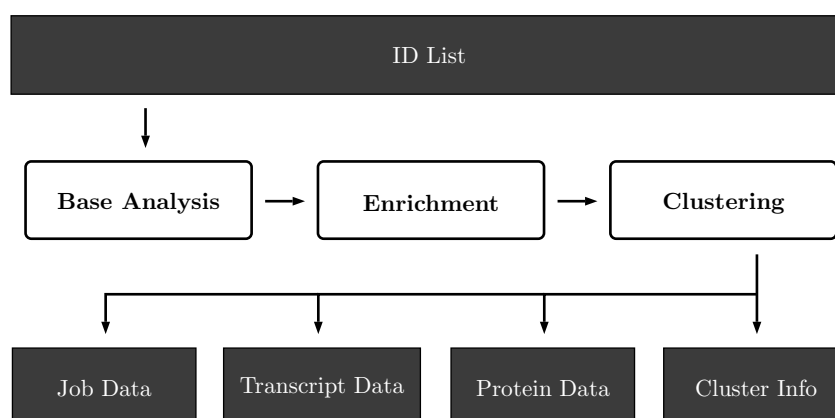 ID List
Base Analysis
Enrichment
Clustering
Job Data
Transcript Data
Protein Data
Cluster Info